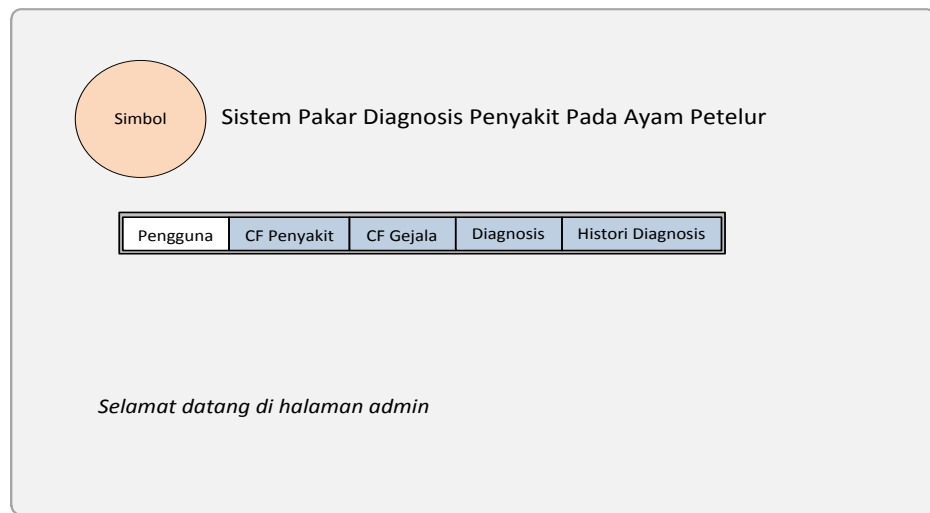 Simbol
Sistem Pakar Diagnosis Penyakit Pada Ayam Petelur
Pengguna CF Penyakit CF Gejala Diagnosis Histori Diagnosis
Selamat datang di halaman admin